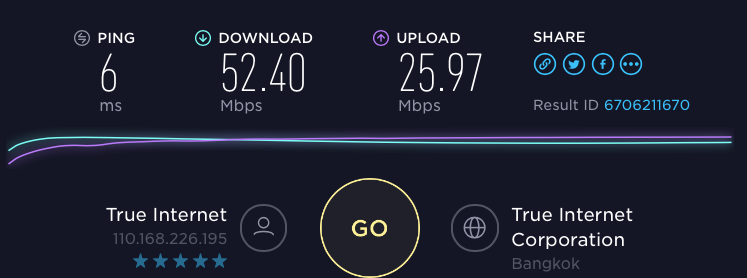 PING
6
ms
DOWNLOAD
52.40
Mbps
UPLOAD
25.97
Mbps
SHARE
Result ID 6706211670
True Internet
110.168.226.195
GO
True Internet
Corporation
Bangkok